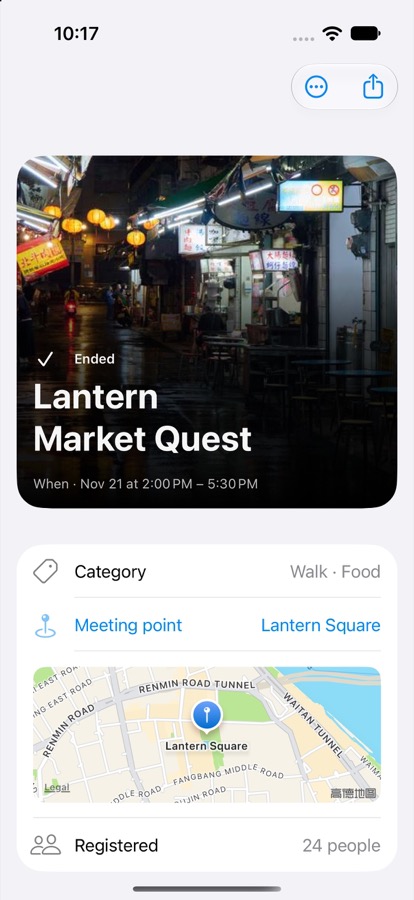 10:17
Ended
Lantern
Market Quest
When · Nov 21 at 2:00 PM – 5:30 PM
Category
Walk · Food
Meeting point
Lantern Square
RENMIN ROAD TUNNEL
RENMIN ROAD
WAITAN TUNNEL
Lantern Square
FANGBANG MIDDLE ROAD
Legal
高德地图
Registered
24 people